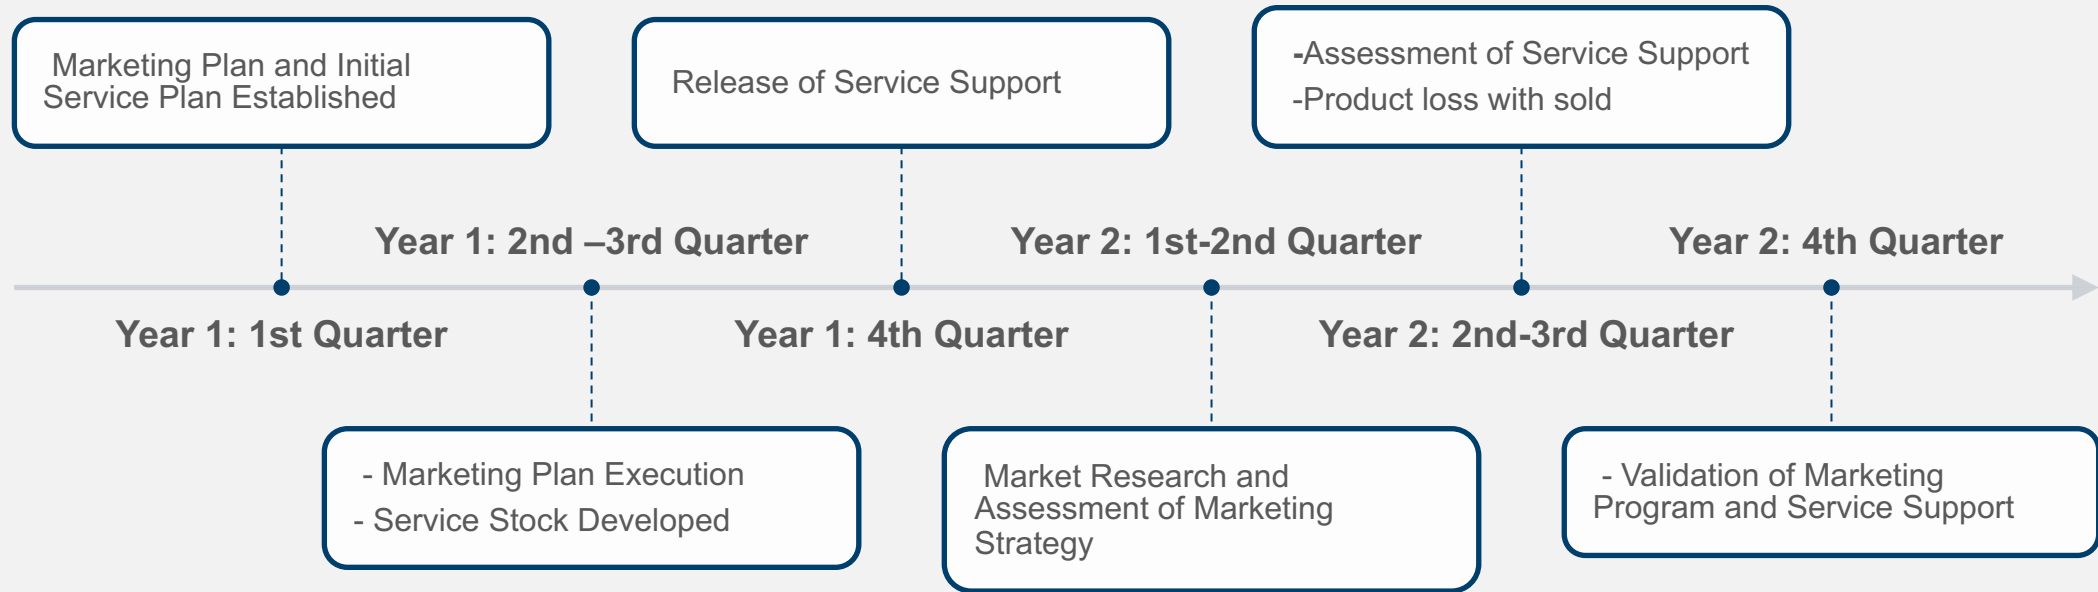 Marketing Plan and Initial
Service Plan Established
Release of Service Support
-Assessment of Service Support
-Product loss with sold
Year 1: 2nd –3rd Quarter
Year 2: 1st-2nd Quarter
Year 2: 4th Quarter
Year 1: 1st Quarter
Year 1: 4th Quarter
Year 2: 2nd-3rd Quarter
- Marketing Plan Execution
- Service Stock Developed
Market Research and
Assessment of Marketing
Strategy
- Validation of Marketing
Program and Service Support